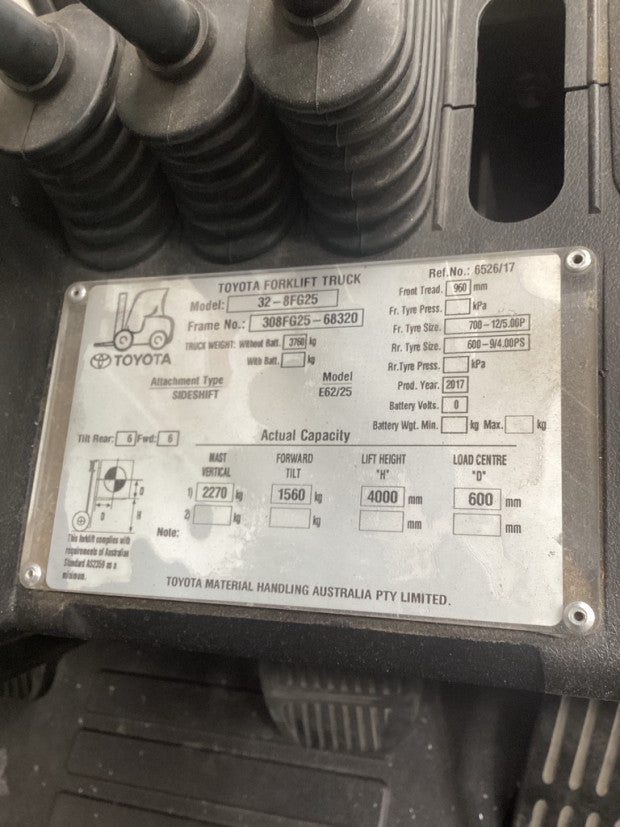 TOYOTA FORKLIFT TRUCK
Ref.No.: 6526/17
Model: 32-8FG25
Frame No.: 308FG25-68320
TRUCK WEIGHT: Without Batt. 3760 kg
With Batt. kg
TOYOTA
Attachment Type
SIDESHIFT
Model
E62/25
Front Tread. 960 mm
Fr. Tyre Press. kPa
Fr. Tyre Size. 700-12/5.00P
Rr. Tyre Size. 600-9/4.00PS
Rr.Tyre Press. kPa
Prod. Year. 2017
Battery Volts. 0
Battery Wgt. Min. kg Max. kg
Tilt Rear: 6 Fwd: 6
Actual Capacity
MAST VERTICAL
FORWARD TILT
LIFT HEIGHT "H"
LOAD CENTRE "D"
1) 2270 kg 1560 kg 4000 mm 600 mm
2) kg kg mm mm
D
D
H
Note:
This forklift complies with
requirements of Australian
Standard AS2359 as a
minimum.
TOYOTA MATERIAL HANDLING AUSTRALIA PTY LIMITED.